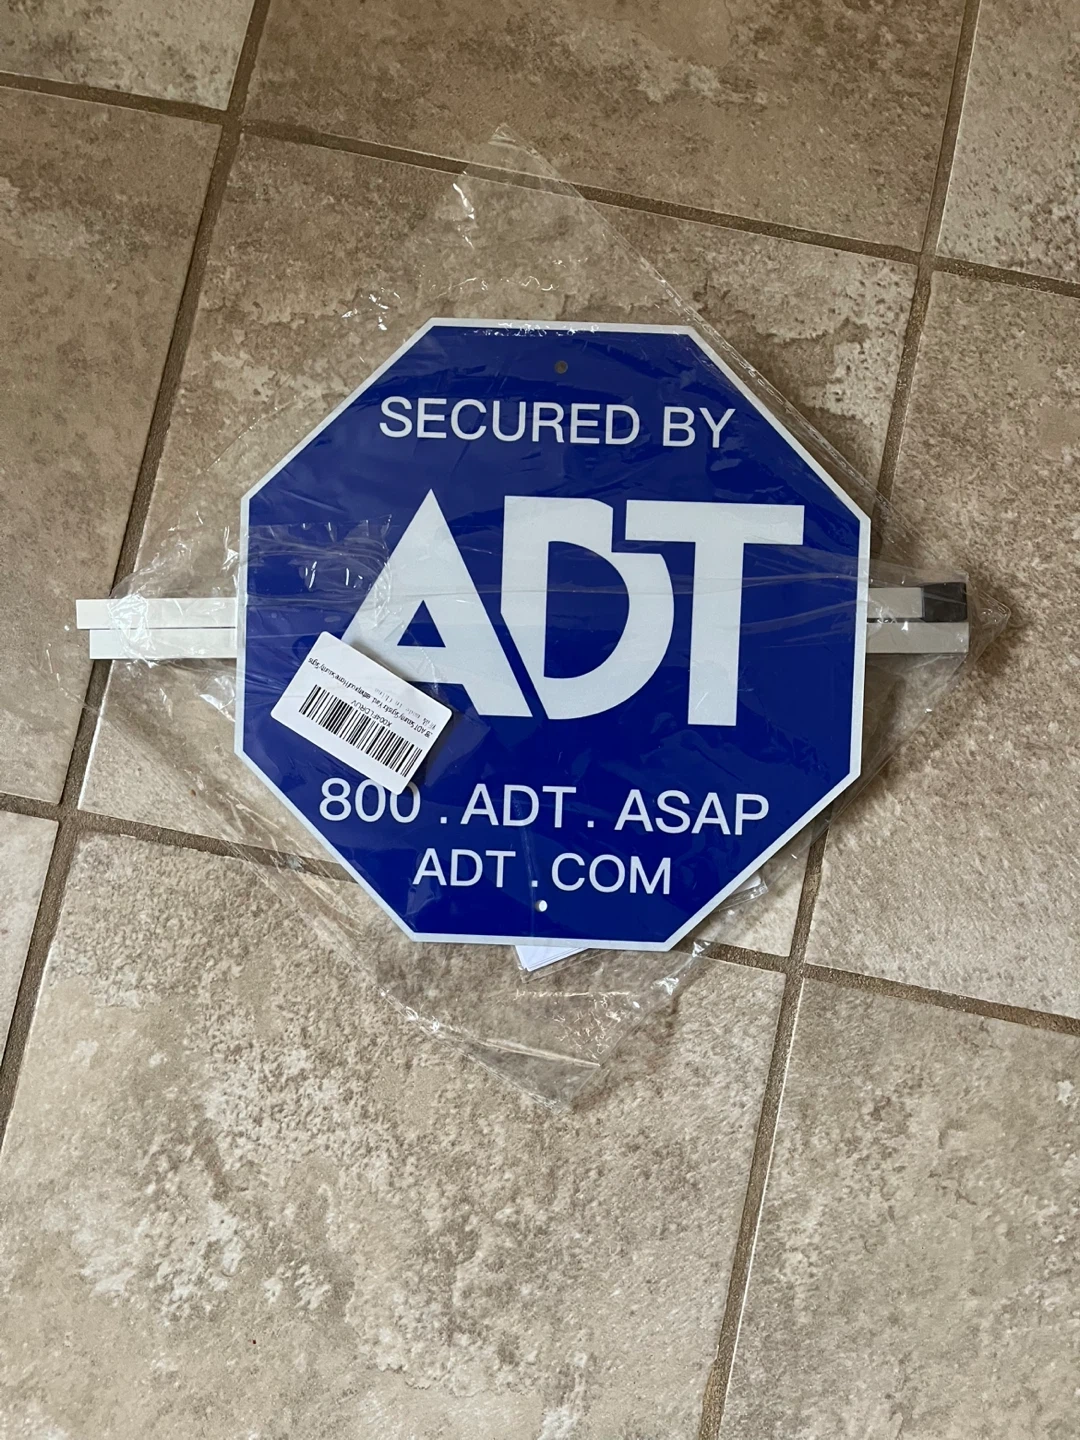 SECURED BY
ADT
800 . ADT . ASAP
ADT . COM